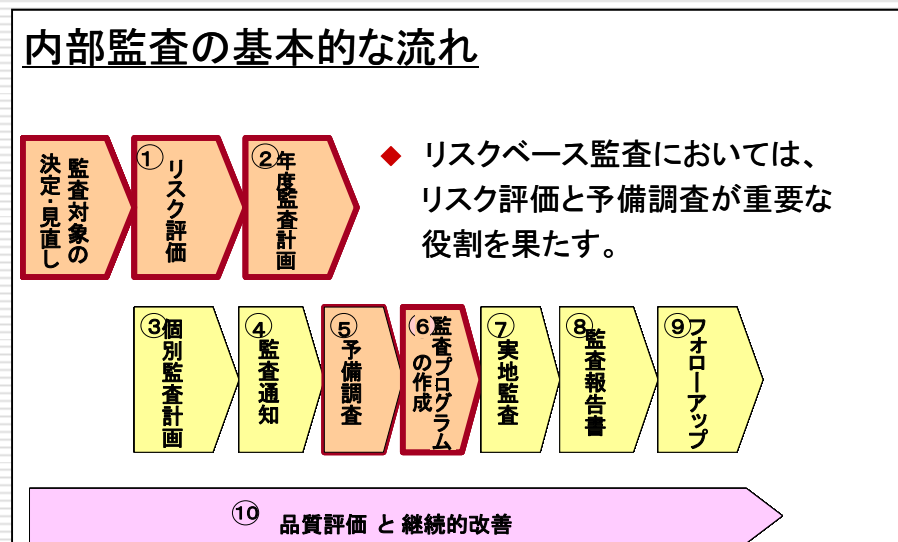 内部監査の基本的な流れ
監査対象の
決定・見直し
①
リスク評価
②年度監査計画
◆ リスクベース監査においては、
リスク評価と予備調査が重要な
役割を果たす。
③個別監査計画
④監査通知
⑤予備調査
⑥監査プログラム
の作成
⑦実地監査
⑧監査報告書
⑨フォローアップ
⑩ 品質評価 と 継続的改善